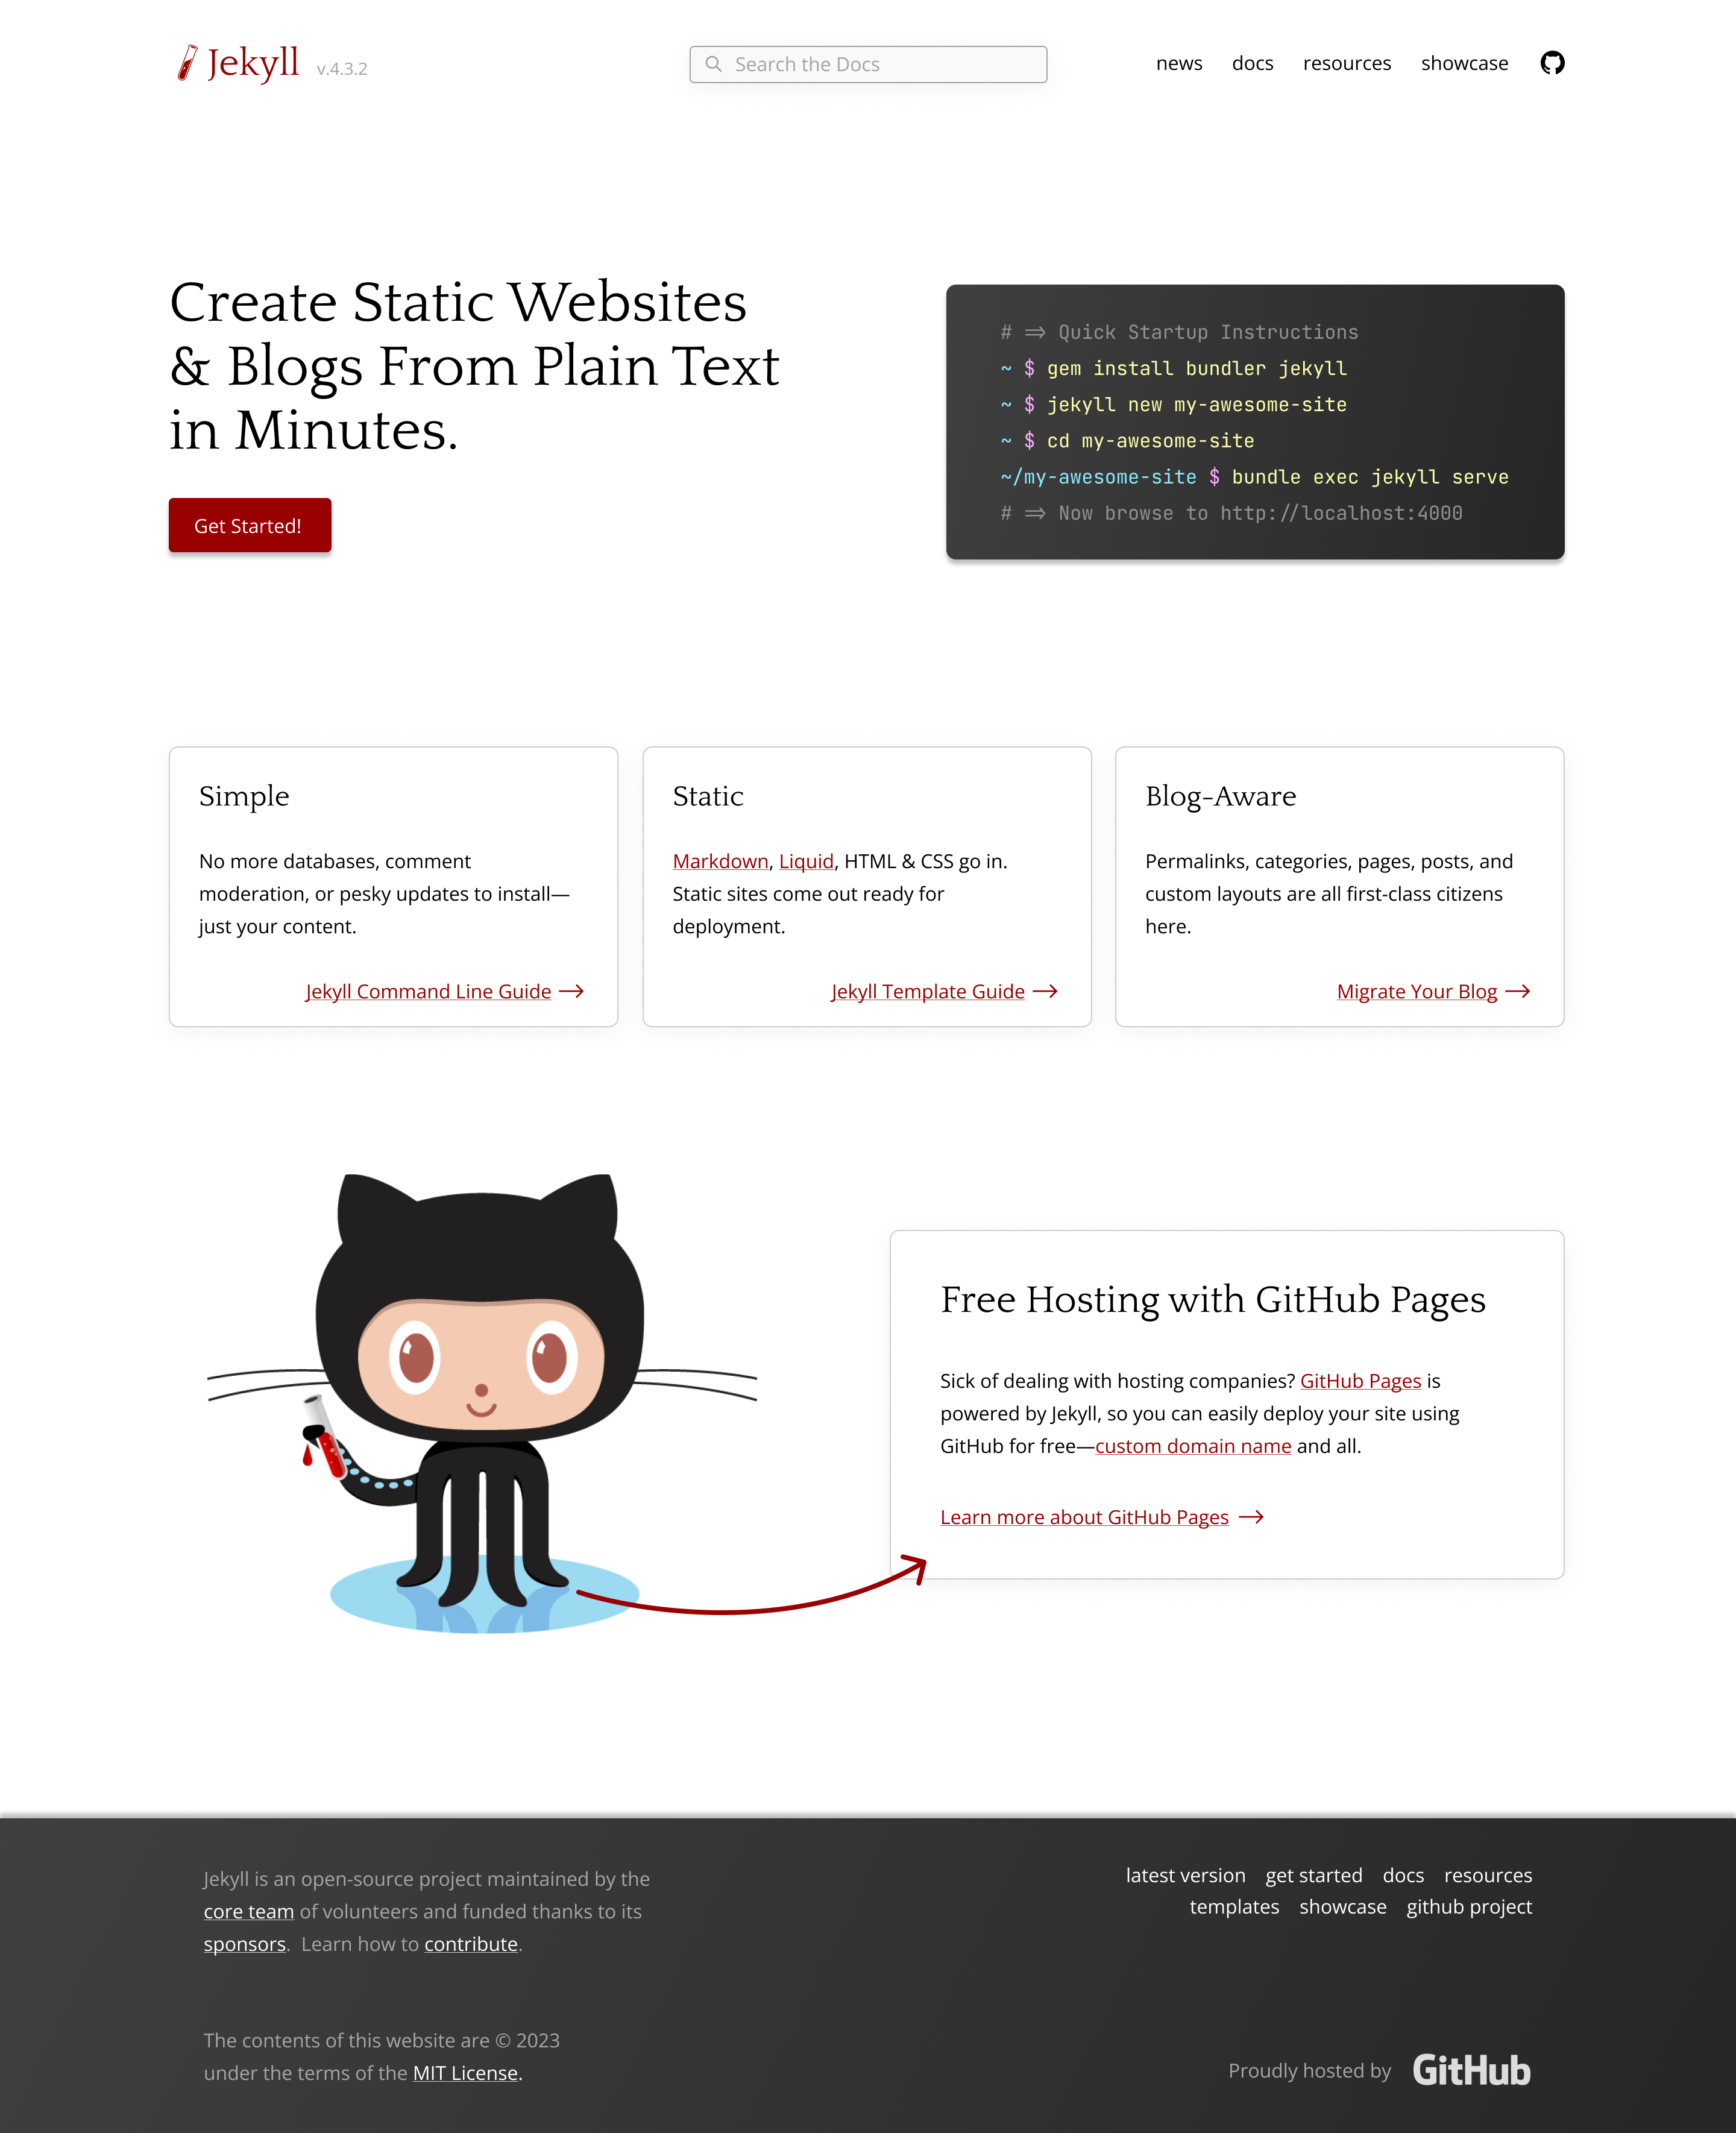 Jekyll v.4.3.2
Search the Docs
news docs resources showcase
Create Static Websites
& Blogs From Plain Text
in Minutes.
Get Started!
# => Quick Startup Instructions
~ $ gem install bundler jekyll
~ $ jekyll new my-awesome-site
~ $ cd my-awesome-site
~/my-awesome-site $ bundle exec jekyll serve
# => Now browse to http://localhost:4000
Simple
No more databases, comment
moderation, or pesky updates to install—
just your content.
Jekyll Command Line Guide
Static
Markdown, Liquid, HTML & CSS go in.
Static sites come out ready for
deployment.
Jekyll Template Guide
Blog-Aware
Permalinks, categories, pages, posts, and
custom layouts are all first-class citizens
here.
Migrate Your Blog
Free Hosting with GitHub Pages
Sick of dealing with hosting companies? GitHub Pages is
powered by Jekyll, so you can easily deploy your site using
GitHub for free—custom domain name and all.
Learn more about GitHub Pages
Jekyll is an open-source project maintained by the
core team of volunteers and funded thanks to its
sponsors. Learn how to contribute.
latest version get started docs resources
templates showcase github project
The contents of this website are © 2023
under the terms of the MIT License.
Proudly hosted by GitHub